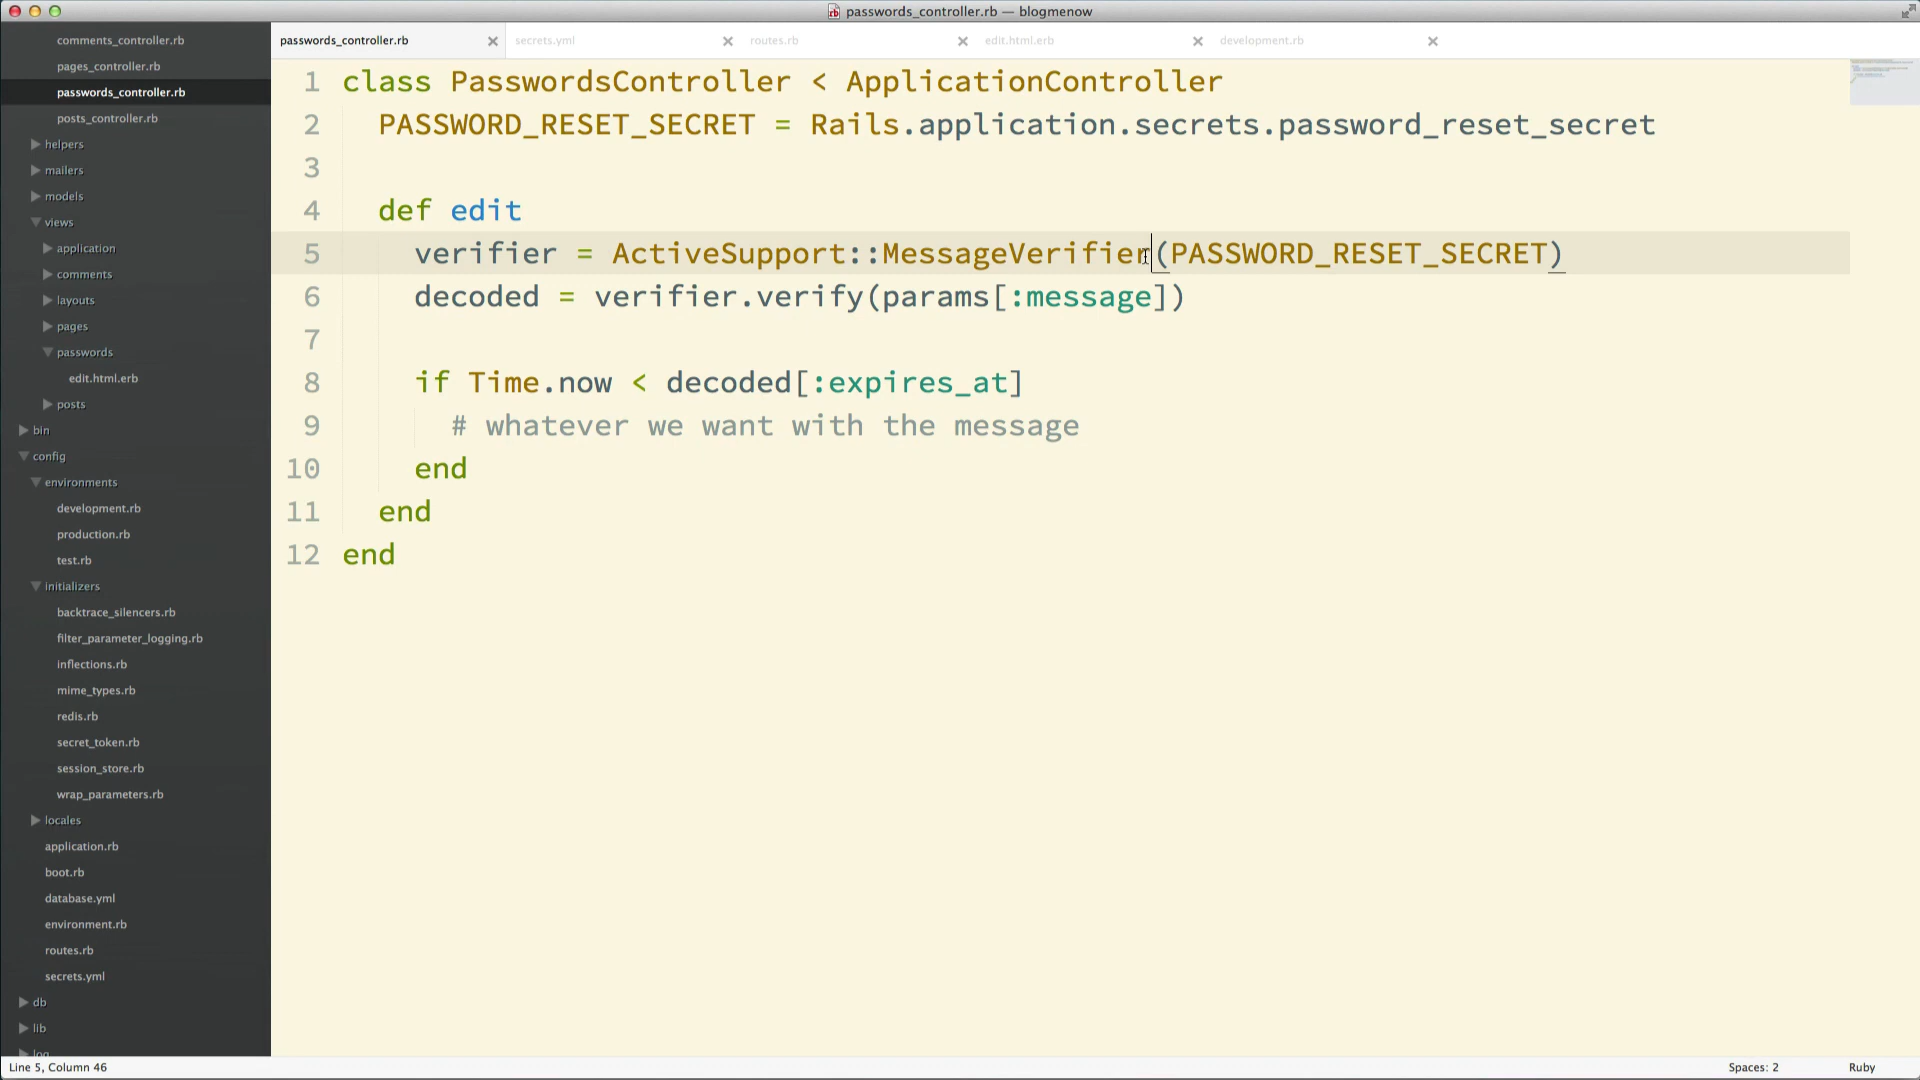 passwords_controller.rb — blogmenow
comments_controller.rb
pages_controller.rb
passwords_controller.rb
posts_controller.rb
helpers
mailers
models
views
application
comments
layouts
pages
passwords
edit.html.erb
posts
bin
config
environments
development.rb
production.rb
test.rb
initializers
backtrace_silencers.rb
filter_parameter_logging.rb
inflections.rb
mime_types.rb
redis.rb
secret_token.rb
session_store.rb
wrap_parameters.rb
locales
application.rb
boot.rb
database.yml
environment.rb
routes.rb
secrets.yml
db
lib
log
passwords_controller.rb secrets.yml routes.rb edit.html.erb development.rb
1 class PasswordsController < ApplicationController
2 PASSWORD_RESET_SECRET = Rails.application.secrets.password_reset_secret
3
4 def edit
5 verifier = ActiveSupport::MessageVerifier(PASSWORD_RESET_SECRET)
6 decoded = verifier.verify(params[:message])
7
8 if Time.now < decoded[:expires_at]
9 # whatever we want with the message
10 end
11 end
12 end
Line 5, Column 46 Spaces: 2 Ruby